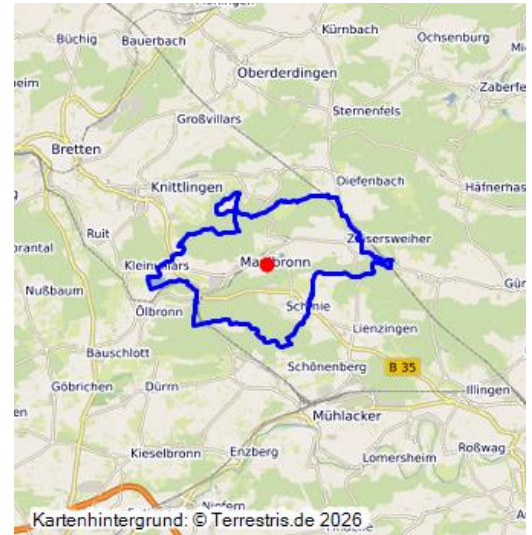 Kürnbach
Ochsenburg
Büchig
Bauerbach
Oberderdingen
Zaberfe
Sternenfels
Großvillars
Bretten
Knittlingen
Diefenbach
Häfnerhas
Ruit
Zaisersweiher
Kleinvillars
Maulbronn
Nußbaum
Ölbronn
Schmie
Lienzingen
Bauschlott
Schönenberg
B 35
Göbrichen
Dürrn
Illingen
Mühlacker
Roßwag
Kieselbronn
Enzberg
Lomersheim
Niefern
Kartenhintergrund: © Terrestris.de 2026